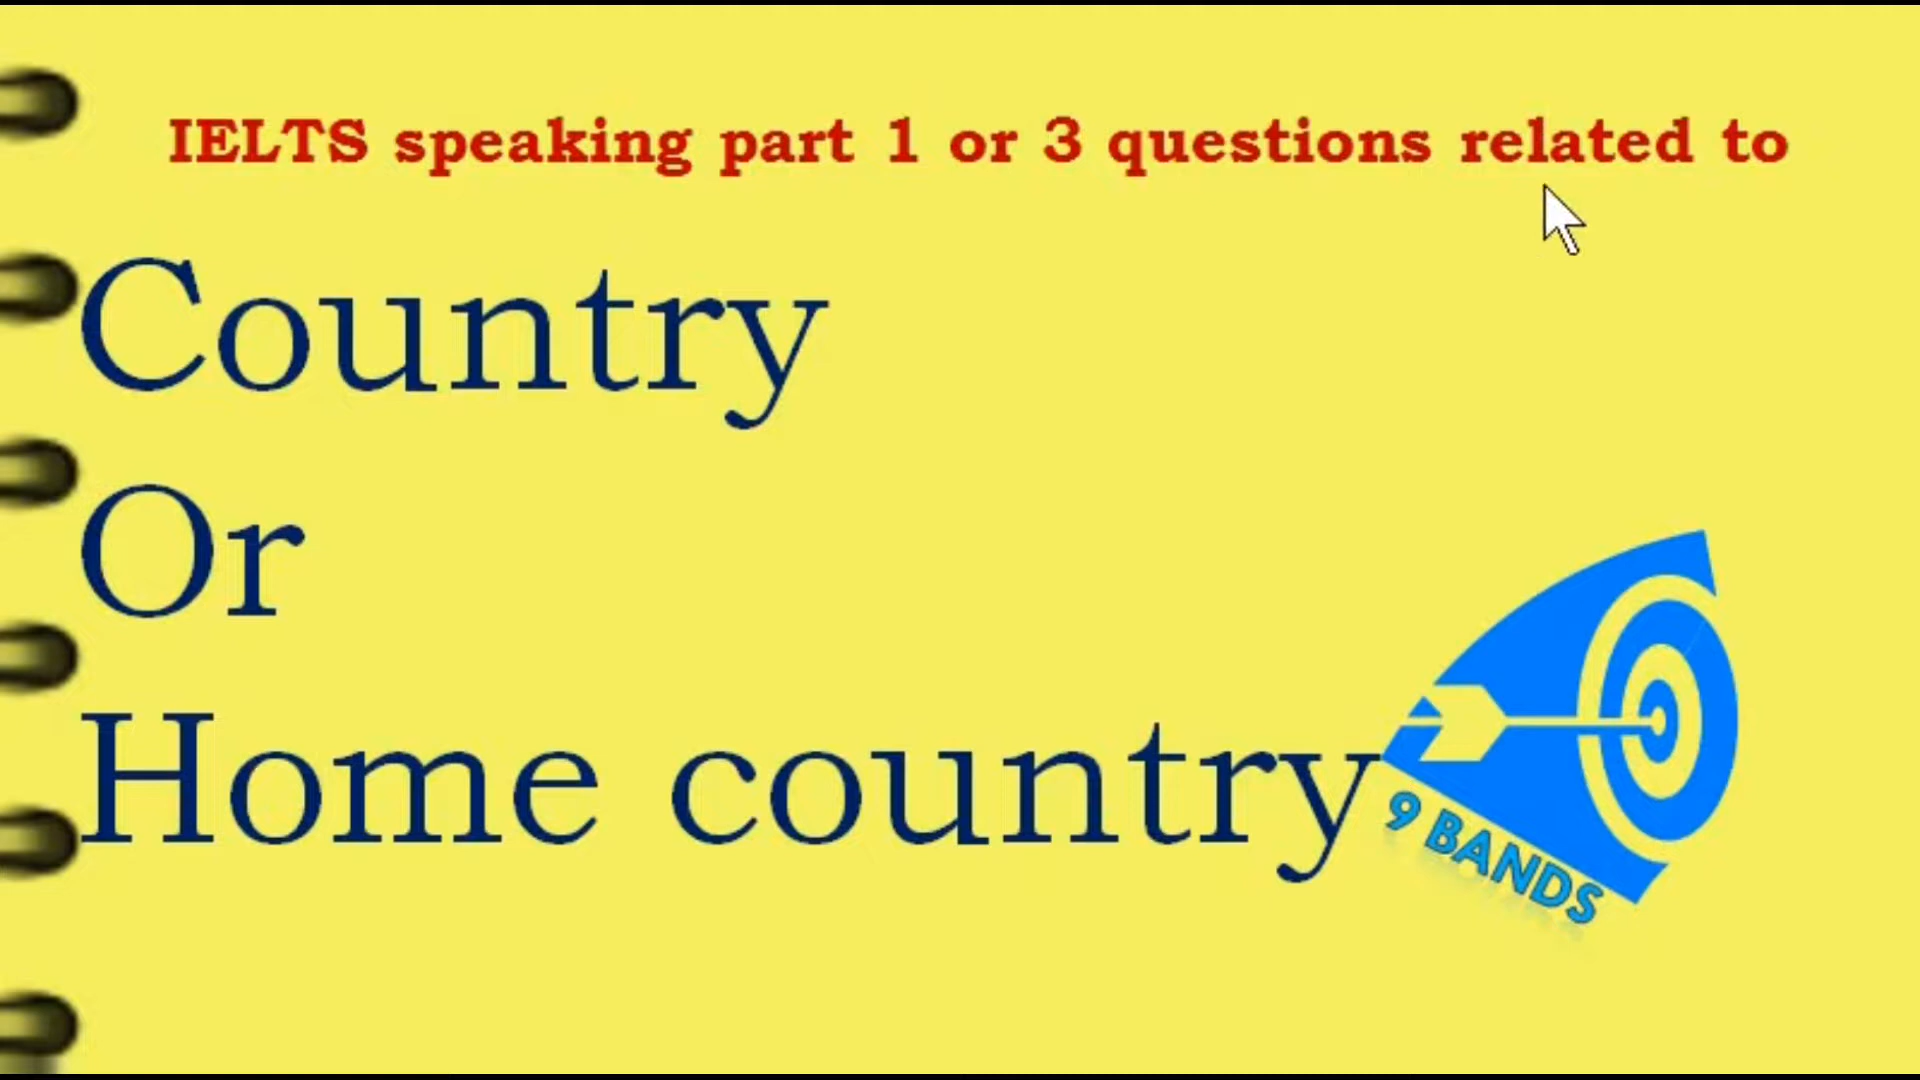 IELTS speaking part 1 or 3 questions related to
Country
Or
Home country
9 BANDS